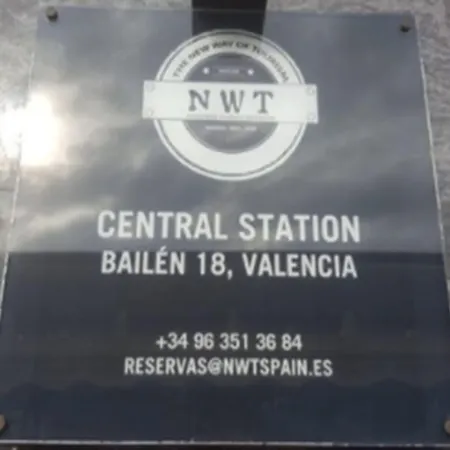 THE NEW WAY OF TOURISM
NWT
CENTRAL STATION
BAILÉN 18, VALENCIA
+34 96 351 36 84
RESERVAS@NWTSPAIN.ES